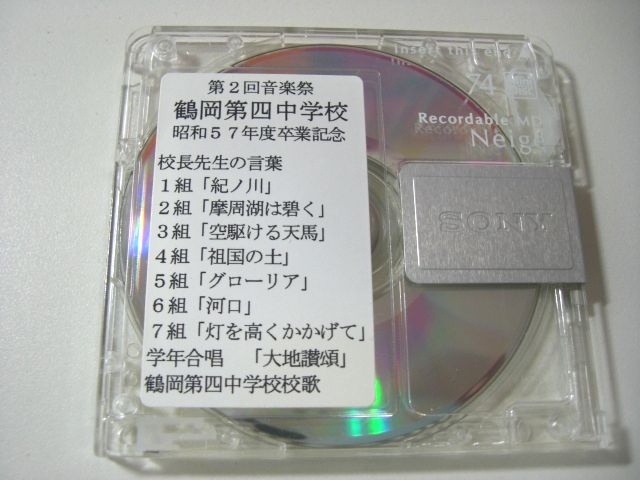 第２回音楽祭
鶴岡第四中学校
昭和５７年度卒業記念
校長先生の言葉
１組「紀ノ川」
２組「摩周湖は碧く」
３組「空駆ける天馬」
４組「祖国の土」
５組「グローリア」
６組「河口」
７組「灯を高くかかげて」
学年合唱　「大地讃頌」
鶴岡第四中学校校歌
insert this end
74
Recordable MD
Neige
SONY